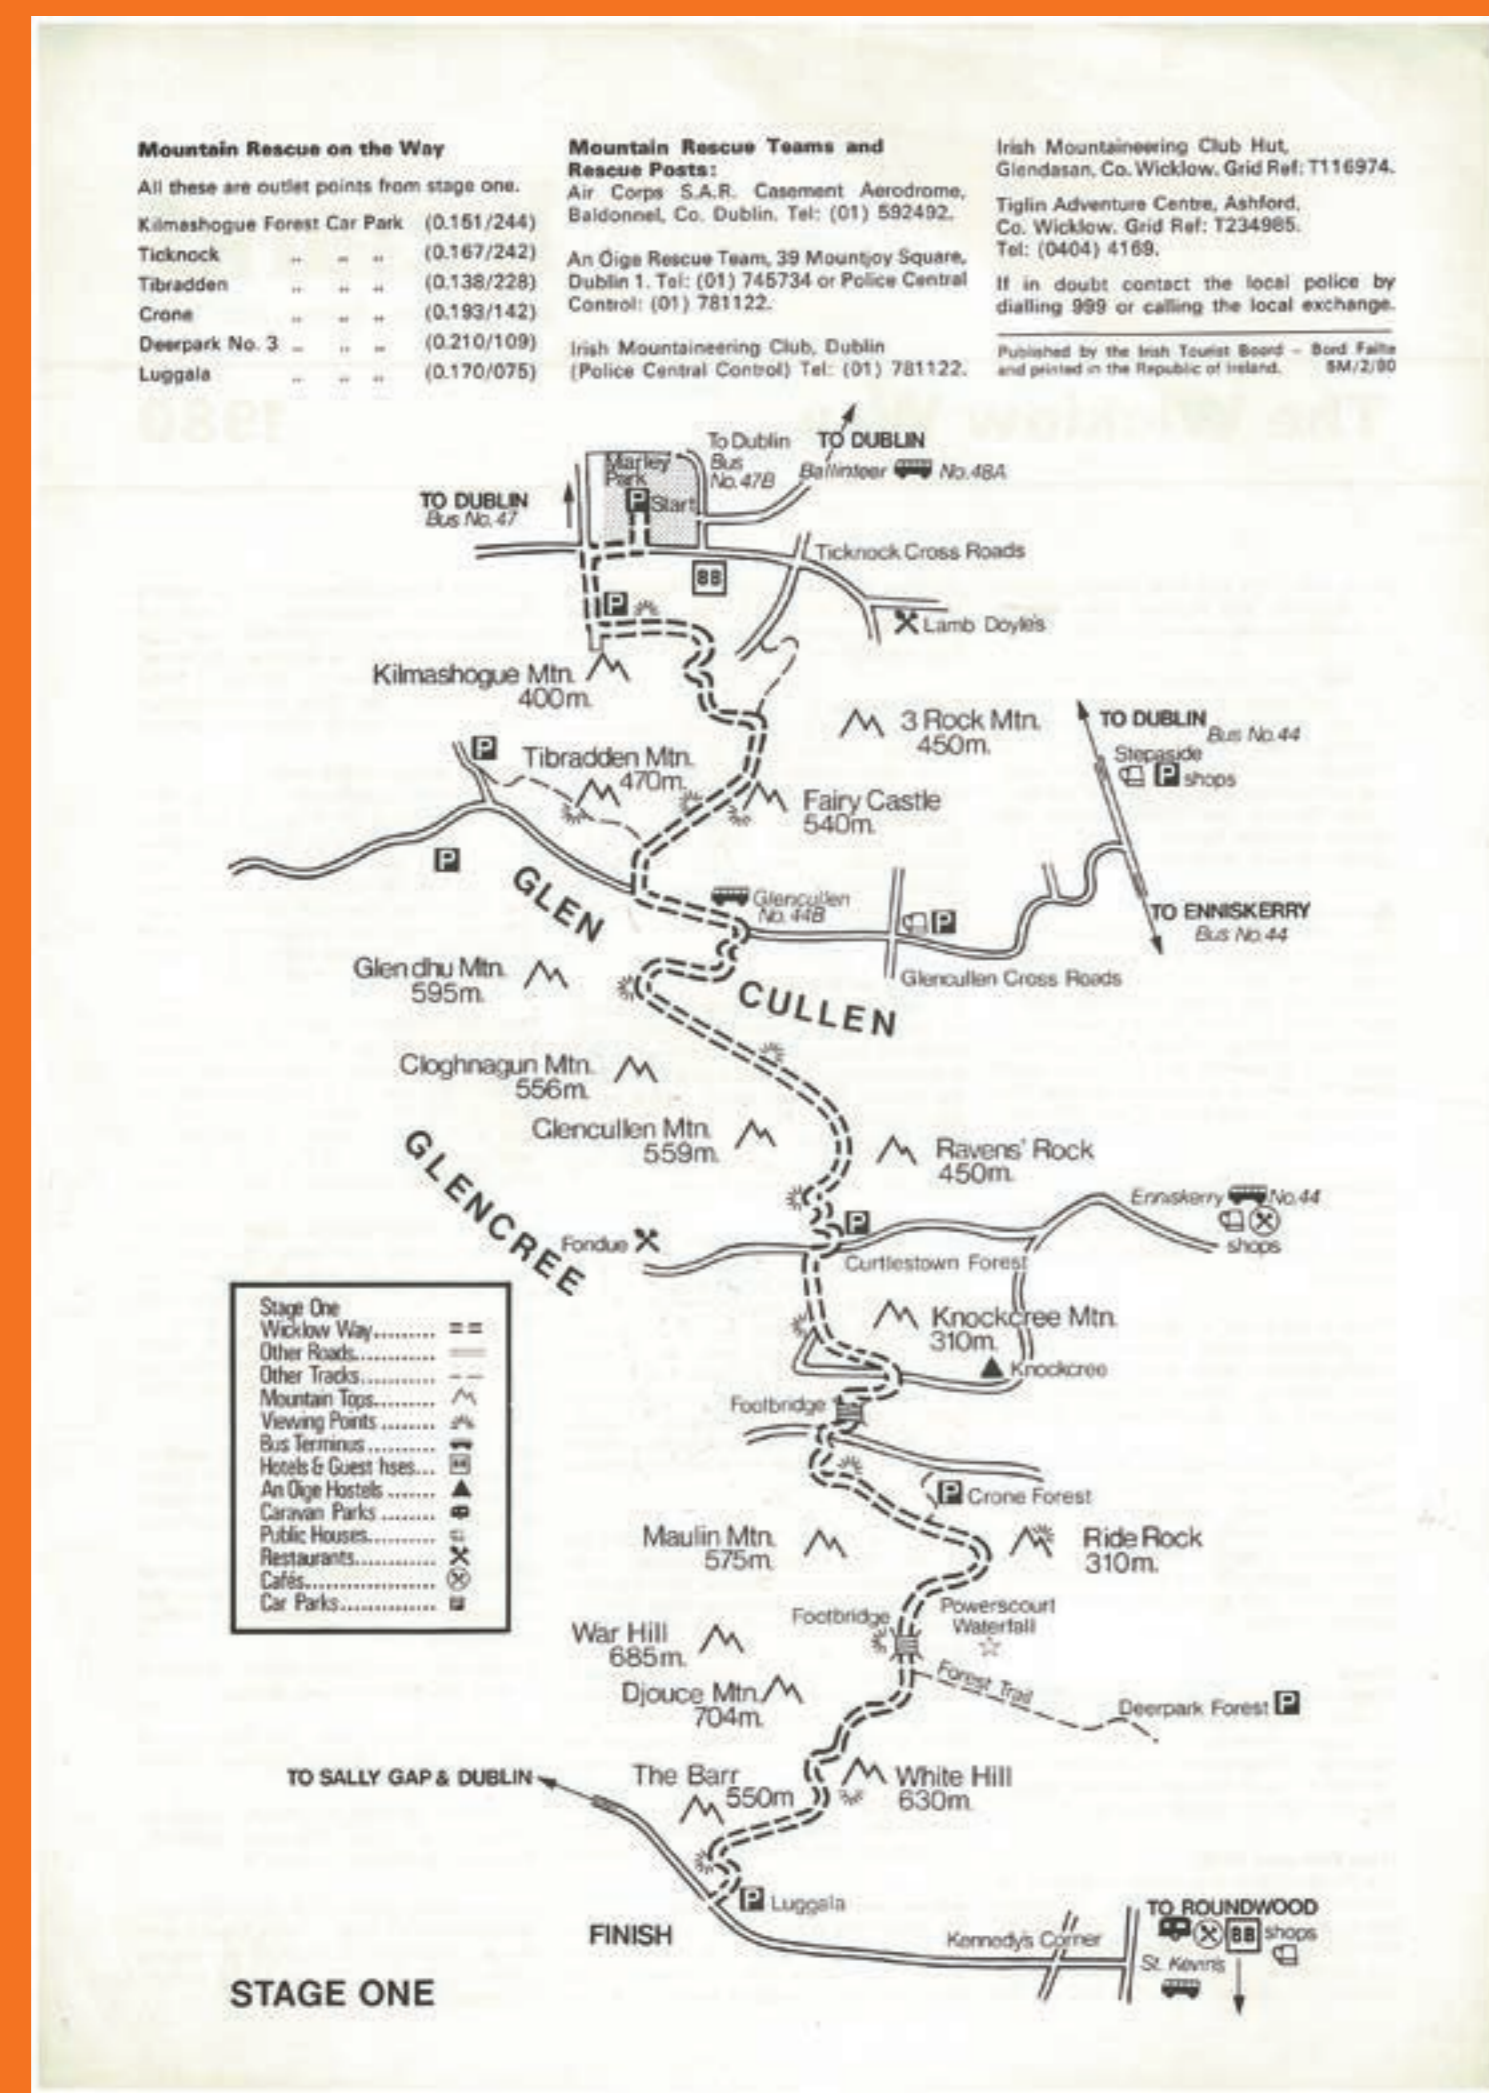 Mountain Rescue on the Way
All these are outlet points from stage one.
Kilmashogue Forest Car Park (0.151/244)
Ticknock ,, ,, ,, (0.167/242)
Tibradden ,, ,, ,, (0.138/228)
Crone ,, ,, ,, (0.193/142)
Deerpark No. 3 ,, ,, ,, (0.210/109)
Luggala ,, ,, ,, (0.170/075)
Mountain Rescue Teams and
Rescue Posts:
Air Corps S.A.R. Casement Aerodrome,
Baldonnel, Co. Dublin. Tel: (01) 592492.
An Oige Rescue Team, 39 Mountjoy Square,
Dublin 1. Tel: (01) 745734 or Police Central
Control: (01) 781122.
Irish Mountaineering Club, Dublin
(Police Central Control) Tel: (01) 781122.
Irish Mountaineering Club Hut,
Glendasan, Co. Wicklow. Grid Ref: T116974.
Tiglin Adventure Centre, Ashford,
Co. Wicklow. Grid Ref: T234985.
Tel: (0404) 4169.
If in doubt contact the local police by
dialling 999 or calling the local exchange.
Published by the Irish Tourist Board – Bord Failte
and printed in the Republic of Ireland. 5M/2/80
The Wicklow Way 1980
To Dublin
Bus
No. 47B
TO DUBLIN
Ballinteer No. 48A
Marley
Park
P Start
TO DUBLIN
Bus No. 47
Ticknock Cross Roads
BB
P
Lamb Doyle's
Kilmashogue Mtn.
400m.
3 Rock Mtn.
450m.
TO DUBLIN
Bus No. 44
Stepaside
P shops
P
Tibradden Mtn.
470m.
Fairy Castle
540m.
P
GLEN
Glencullen
No. 44B
P
TO ENNISKERRY
Bus No. 44
Glencullen Cross Roads
Glendhu Mtn.
595m.
CULLEN
Cloghnagun Mtn.
556m.
Glencullen Mtn.
559m.
GLENCREE
Ravens' Rock
450m.
Enniskerry No. 44
shops
P
Fondue
Curtlestown Forest
Knockcree Mtn.
310m.
Knockcree
Stage One
Wicklow Way
Other Roads
Other Tracks
Mountain Tops
Viewing Points
Bus Terminus
Hotels & Guest hses
An Oige Hostels
Caravan Parks
Public Houses
Restaurants
Cafés
Car Parks
Footbridge
P Crone Forest
Maulin Mtn.
575m.
Ride Rock
310m.
Footbridge
Powerscourt
Waterfall
War Hill
685m.
Forest Trail
Djouce Mtn.
704m.
Deerpark Forest P
TO SALLY GAP & DUBLIN
The Barr
550m
White Hill
630m.
P Luggala
FINISH
Kennedy's Corner
TO ROUNDWOOD
BB shops
St. Kevin's
STAGE ONE